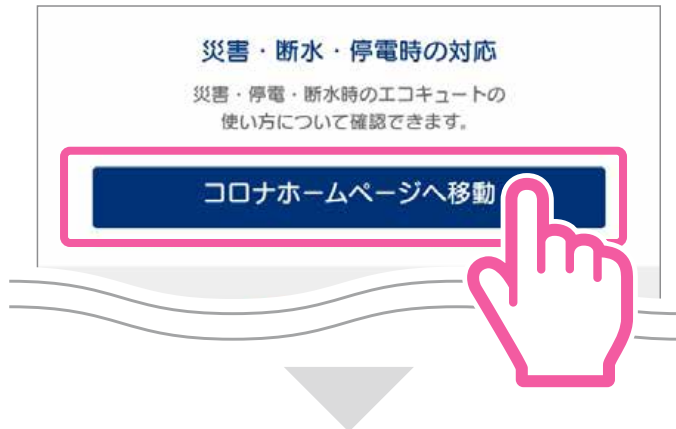 災害・断水・停電時の対応
災害・停電・断水時のエコキュートの
使い方について確認できます。
コロナホームページへ移動